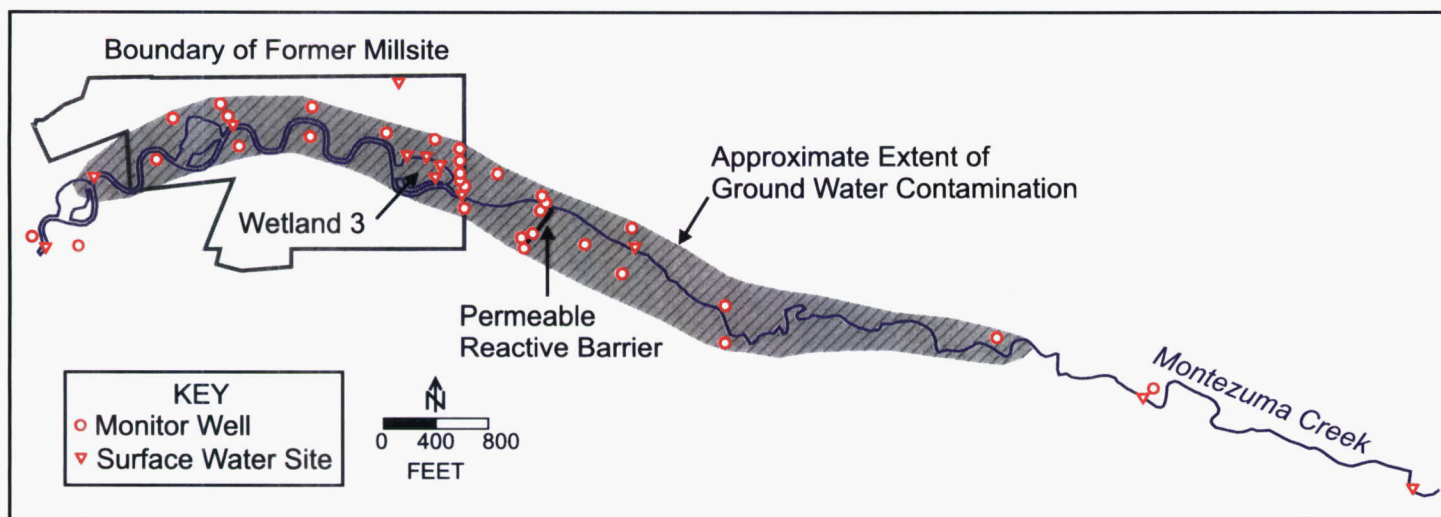 Boundary of Former Millsite
Approximate Extent of
Ground Water Contamination
Wetland 3
Permeable
Reactive Barrier
Montezuma Creek
KEY
Monitor Well
Surface Water Site
N
0 400 800
FEET